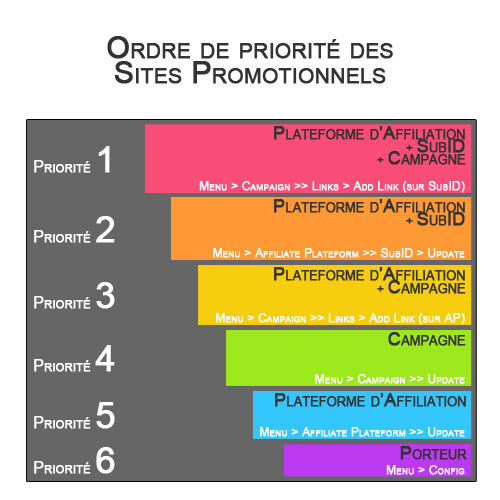 Ordre de priorité des
Sites Promotionnels
Priorité 1
Plateforme d'Affiliation
+ SubID
+ Campagne
Menu > Campaign >> Links > Add Link (sur SubID)
Priorité 2
Plateforme d'Affiliation
+ SubID
Menu > Affiliate Platform >> SubID > Update
Priorité 3
Plateforme d'Affiliation
+ Campagne
Menu > Campaign >> Links > Add Link (sur AP)
Priorité 4
Campagne
Menu > Campaign >> Update
Priorité 5
Plateforme d'Affiliation
Menu > Affiliate Platform >> Update
Priorité 6
Porteur
Menu > Config